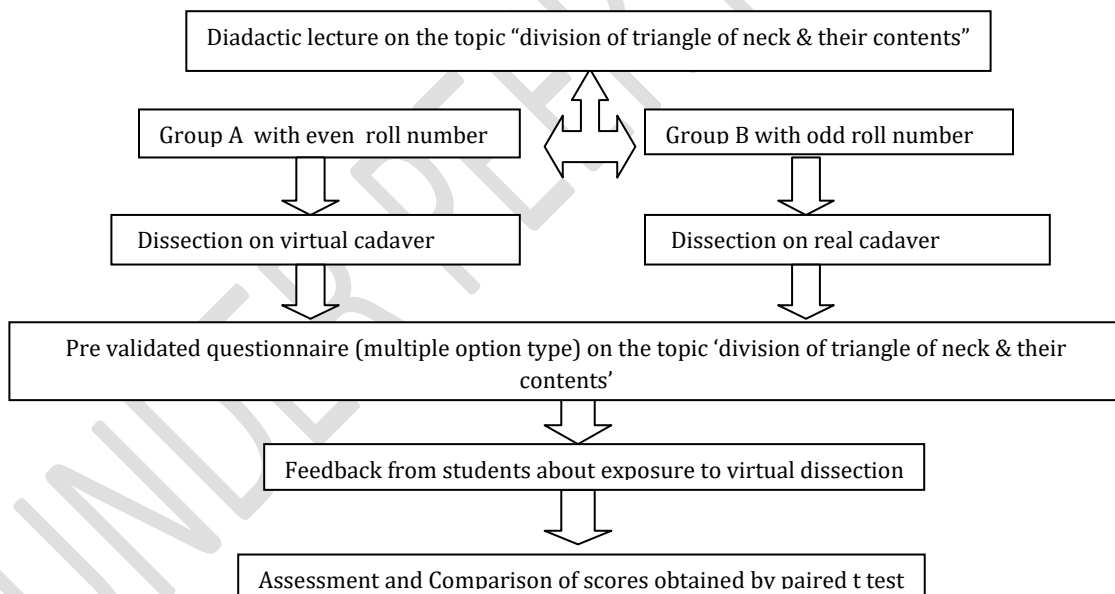 Diadactic lecture on the topic “division of triangle of neck & their contents”
Group A with even roll number
Group B with odd roll number
Dissection on virtual cadaver
Dissection on real cadaver
Pre validated questionnaire (multiple option type) on the topic ‘division of triangle of neck & their
contents’
Feedback from students about exposure to virtual dissection
Assessment and Comparison of scores obtained by paired t test
UNDER PEER